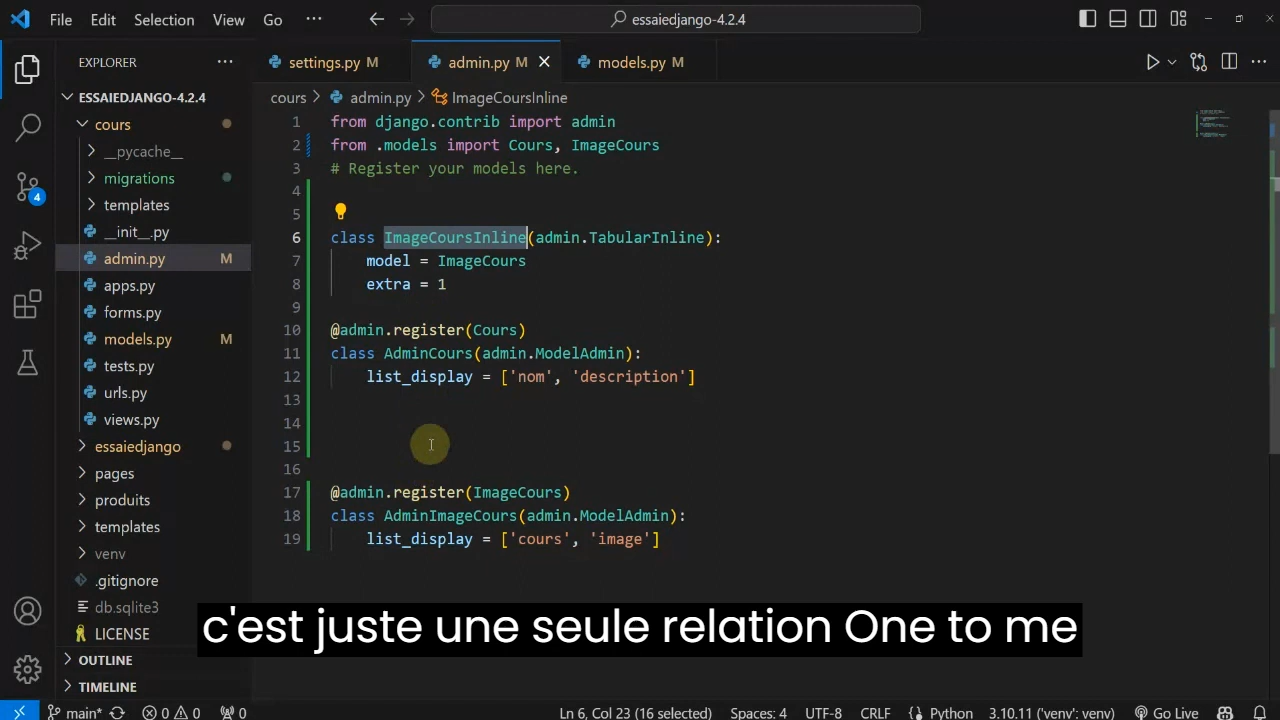 File Edit Selection View Go ··· essaiedjango-4.2.4
EXPLORER ···
settings.py M admin.py M models.py M
ESSAIEDJANGO-4.2.4
cours
__pycache__
migrations
templates
__init__.py
admin.py M
apps.py
forms.py
models.py M
tests.py
urls.py
views.py
essaiedjango
pages
produits
templates
venv
.gitignore
db.sqlite3
LICENSE
OUTLINE
TIMELINE
4
cours > admin.py > ImageCoursInline
1 from django.contrib import admin
2 from .models import Cours, ImageCours
3 # Register your models here.
4
5
6 class ImageCoursInline(admin.TabularInline):
7 model = ImageCours
8 extra = 1
9
10 @admin.register(Cours)
11 class AdminCours(admin.ModelAdmin):
12 list_display = ['nom', 'description']
13
14
15
16
17 @admin.register(ImageCours)
18 class AdminImageCours(admin.ModelAdmin):
19 list_display = ['cours', 'image']
c'est juste une seule relation One to me
main* 0 0 0 Ln 6, Col 23 (16 selected) Spaces: 4 UTF-8 CRLF {} Python 3.10.11 ('venv': venv) Go Live